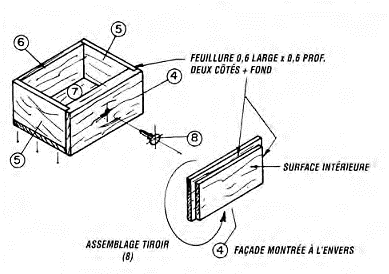 6
5
FEUILLURE 0,6 LARGE x 0,6 PROF.
DEUX CÔTÉS + FOND
4
7
8
5
SURFACE INTÉRIEURE
ASSEMBLAGE TIROIR
(8)
4 FAÇADE MONTRÉE À L'ENVERS